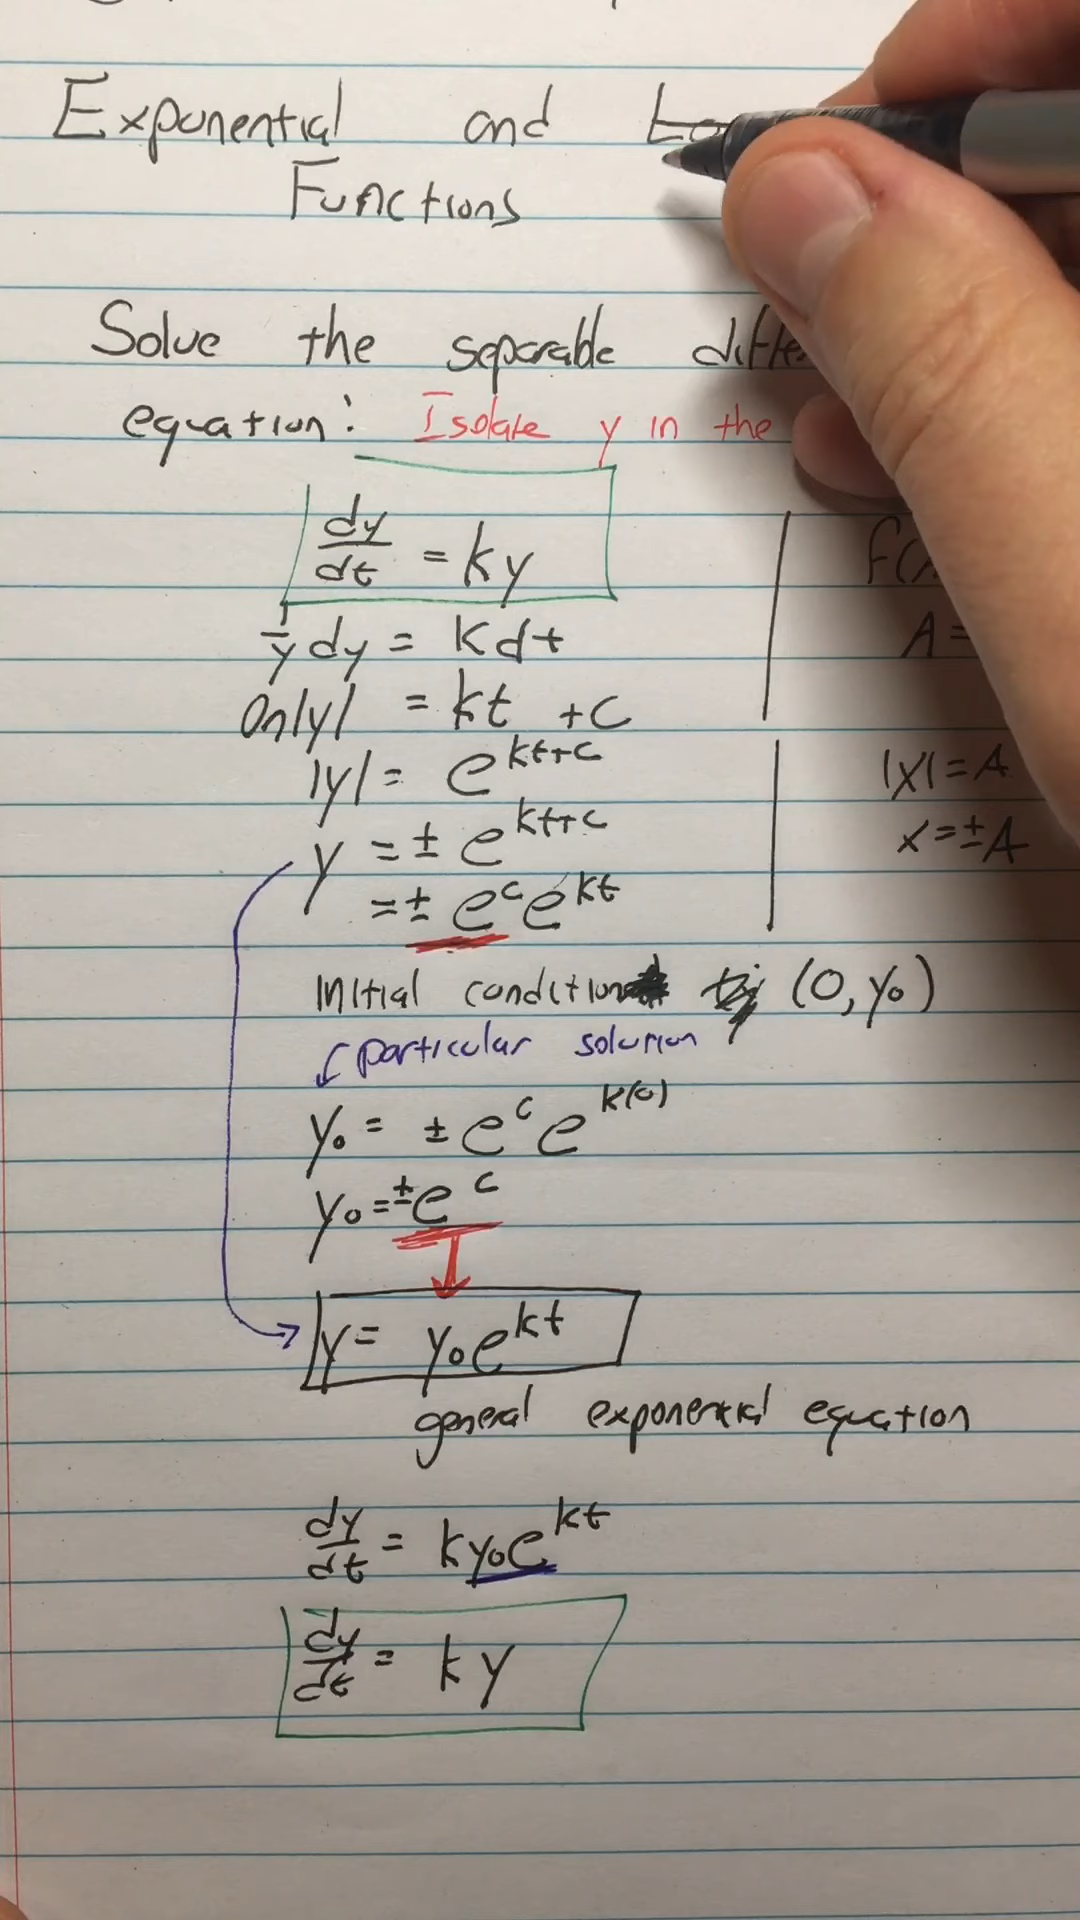 Exponential and
Functions
Solve the separable
equation: Isolate y in the
dy/dt = ky
1/y dy = kdt
ln|y| = kt + c
|y| = e^(kt+c)
y = ± e^(kt+c)
= ± e^c e^(kt)
|x| = A
x = ±A
Initial condition (0, y₀)
particular solution
y₀ = ± e^c e^(k(0))
y₀ = ± e^c
y = y₀e^(kt)
general exponential equation
dy/dt = ky₀e^(kt)
dy/dt = ky